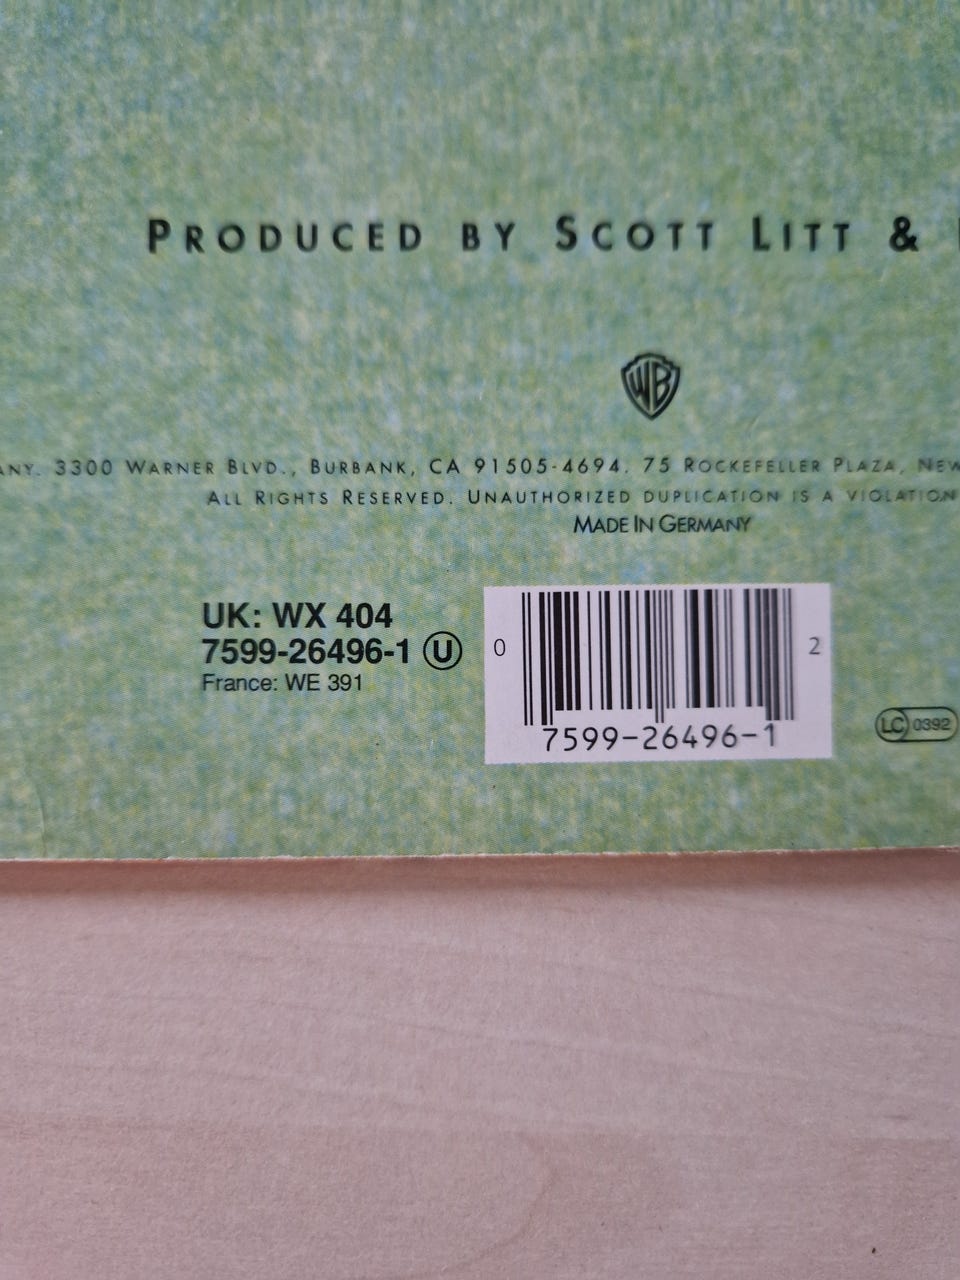 PRODUCED BY SCOTT LITT &
WB
ANY. 3300 WARNER BLVD., BURBANK, CA 91505-4694. 75 ROCKEFELLER PLAZA, NEW
ALL RIGHTS RESERVED. UNAUTHORIZED DUPLICATION IS A VIOLATION
MADE IN GERMANY
UK: WX 404
7599-26496-1 U
France: WE 391
0 2
7599-26496-1
LC 0392